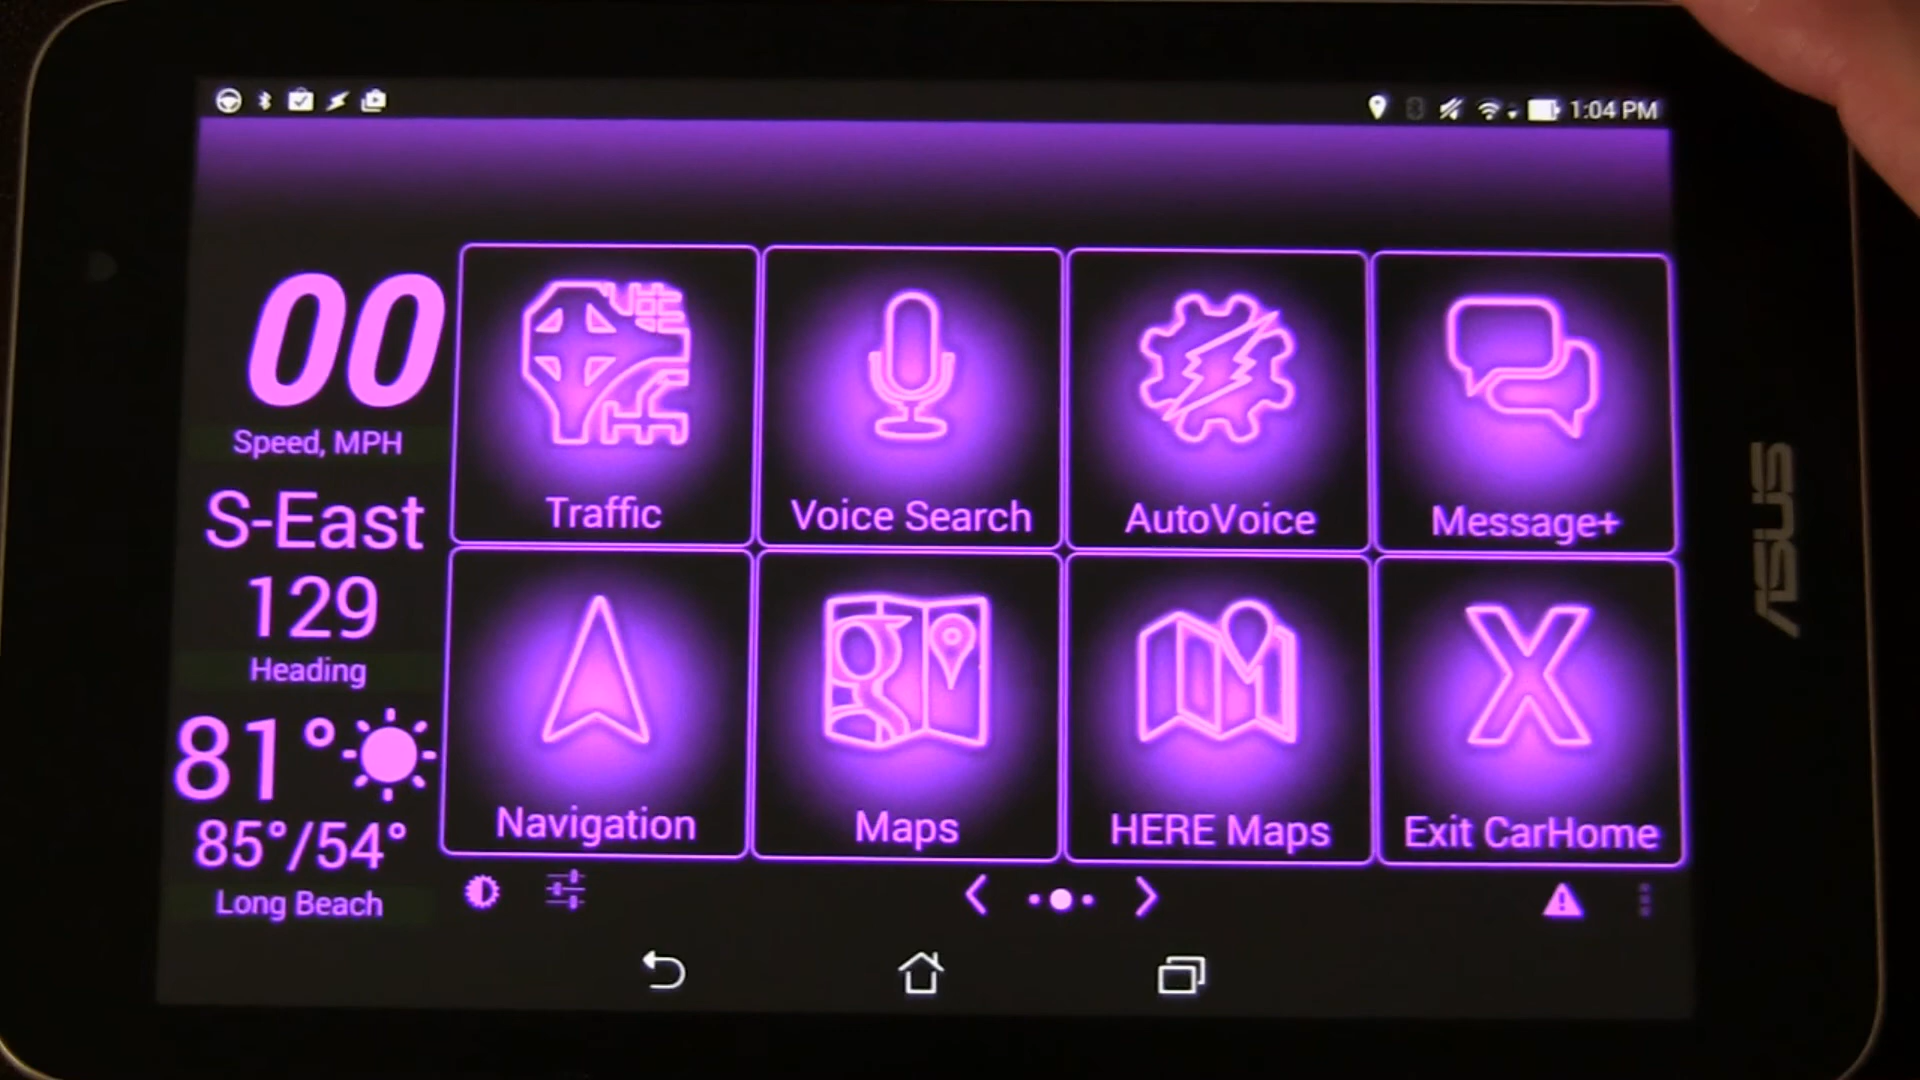 1:04 PM
00
Speed, MPH
S-East
129
Heading
81°
85°/54°
Long Beach
Traffic
Voice Search
AutoVoice
Message+
Navigation
Maps
HERE Maps
X
Exit CarHome
ASUS